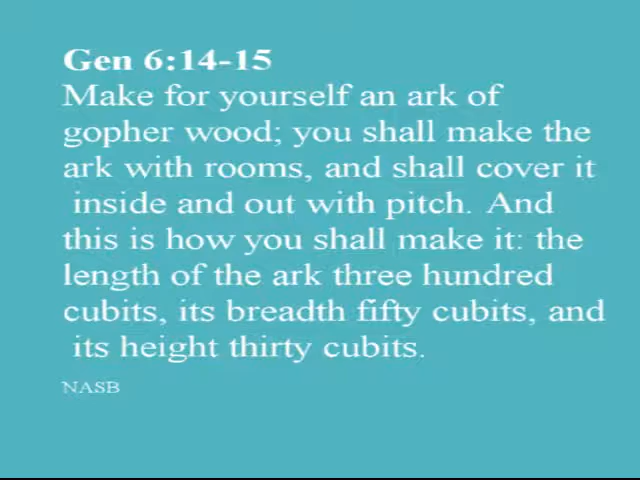 Gen 6:14-15
Make for yourself an ark of
gopher wood; you shall make the
ark with rooms, and shall cover it
inside and out with pitch. And
this is how you shall make it: the
length of the ark three hundred
cubits, its breadth fifty cubits, and
its height thirty cubits.
NASB